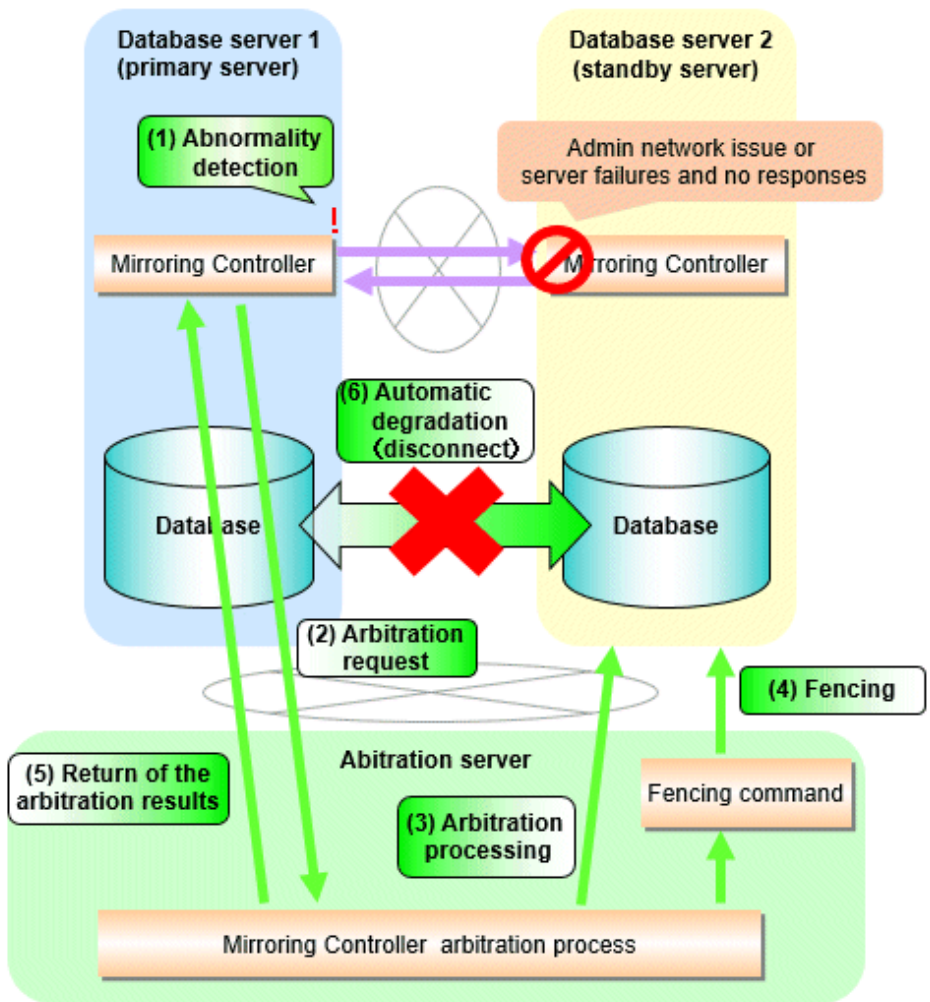 Database server 1
(primary server)
Database server 2
(standby server)
(1) Abnormality
detection
Admin network issue or
server failures and no responses
!
Mirroring Controller
Mirroring Controller
(6) Automatic
degradation
(disconnect)
Database
Database
(2) Arbitration
request
(4) Fencing
Abitration server
(5) Return of the
arbitration results
(3) Arbitration
processing
Fencing command
Mirroring Controller arbitration process